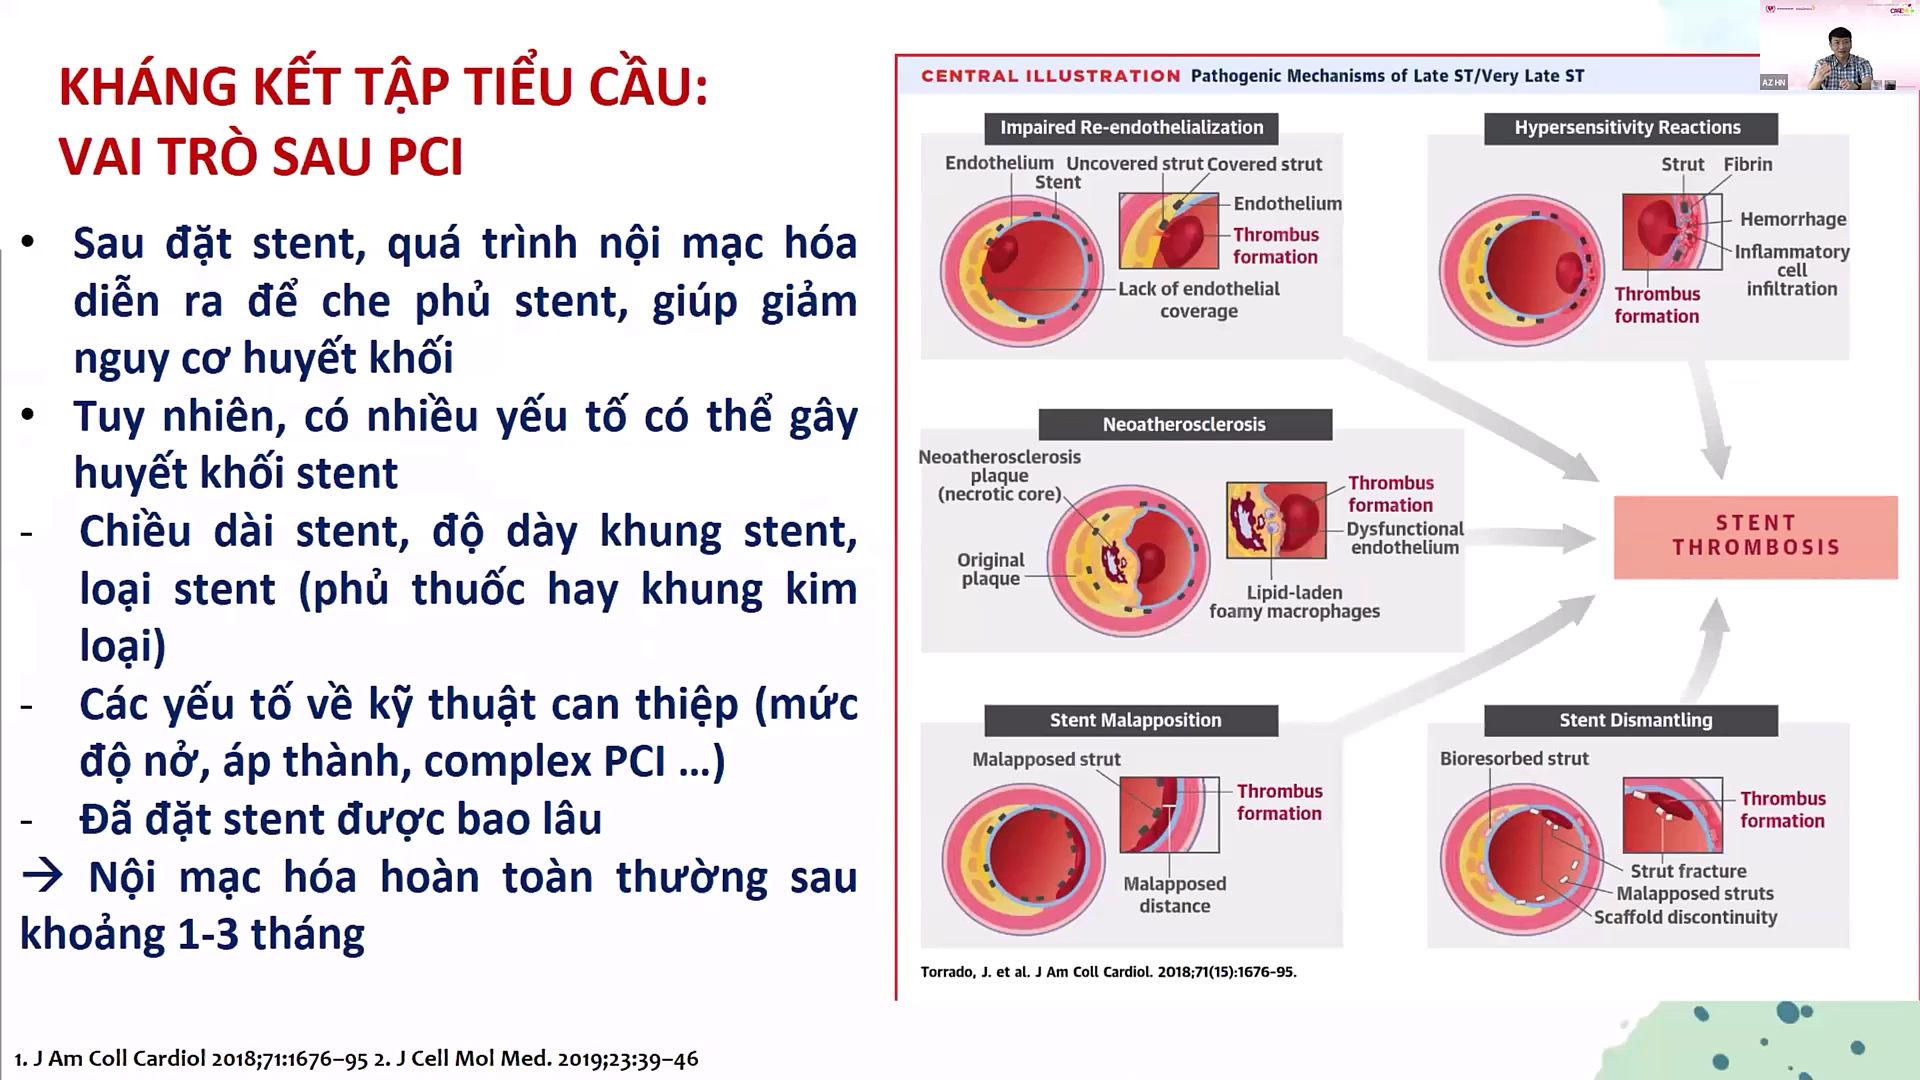 KHÁNG KẾT TẬP TIỂU CẦU:
VAI TRÒ SAU PCI
• Sau đặt stent, quá trình nội mạc hóa
diễn ra để che phủ stent, giúp giảm
nguy cơ huyết khối
• Tuy nhiên, có nhiều yếu tố có thể gây
huyết khối stent
- Chiều dài stent, độ dày khung stent,
loại stent (phủ thuốc hay khung kim
loại)
- Các yếu tố về kỹ thuật can thiệp (mức
độ nở, áp thành, complex PCI ...)
- Đã đặt stent được bao lâu
→ Nội mạc hóa hoàn toàn thường sau
khoảng 1-3 tháng
1. J Am Coll Cardiol 2018;71:1676–95 2. J Cell Mol Med. 2019;23:39–46
CENTRAL ILLUSTRATION Pathogenic Mechanisms of Late ST/Very Late ST
Impaired Re-endothelialization
Endothelium
Uncovered strut
Covered strut
Stent
Endothelium
Thrombus
formation
Lack of endothelial
coverage
Hypersensitivity Reactions
Strut
Fibrin
Hemorrhage
Inflammatory
cell
infiltration
Thrombus
formation
Neoatherosclerosis
Neoatherosclerosis
plaque
(necrotic core)
Original
plaque
Thrombus
formation
Dysfunctional
endothelium
Lipid-laden
foamy macrophages
STENT
THROMBOSIS
Stent Malapposition
Malapposed strut
Thrombus
formation
Malapposed
distance
Stent Dismantling
Bioresorbed strut
Thrombus
formation
Strut fracture
Malapposed struts
Scaffold discontinuity
Torrado, J. et al. J Am Coll Cardiol. 2018;71(15):1676–95.
AZ HN